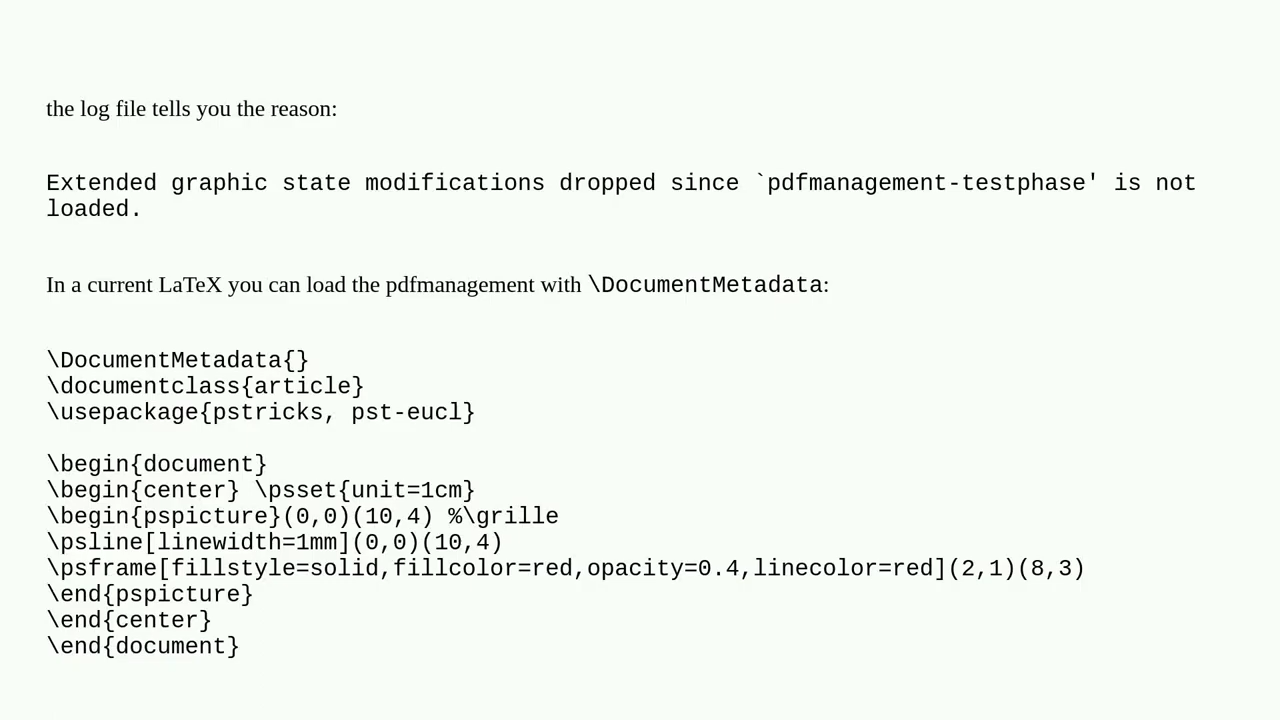 the log file tells you the reason:
Extended graphic state modifications dropped since `pdfmanagement-testphase' is not
loaded.
In a current LaTeX you can load the pdfmanagement with \DocumentMetadata:
\DocumentMetadata{}
\documentclass{article}
\usepackage{pstricks, pst-eucl}
\begin{document}
\begin{center} \psset{unit=1cm}
\begin{pspicture}(0,0)(10,4) %\grille
\psline[linewidth=1mm](0,0)(10,4)
\psframe[fillstyle=solid,fillcolor=red,opacity=0.4,linecolor=red](2,1)(8,3)
\end{pspicture}
\end{center}
\end{document}